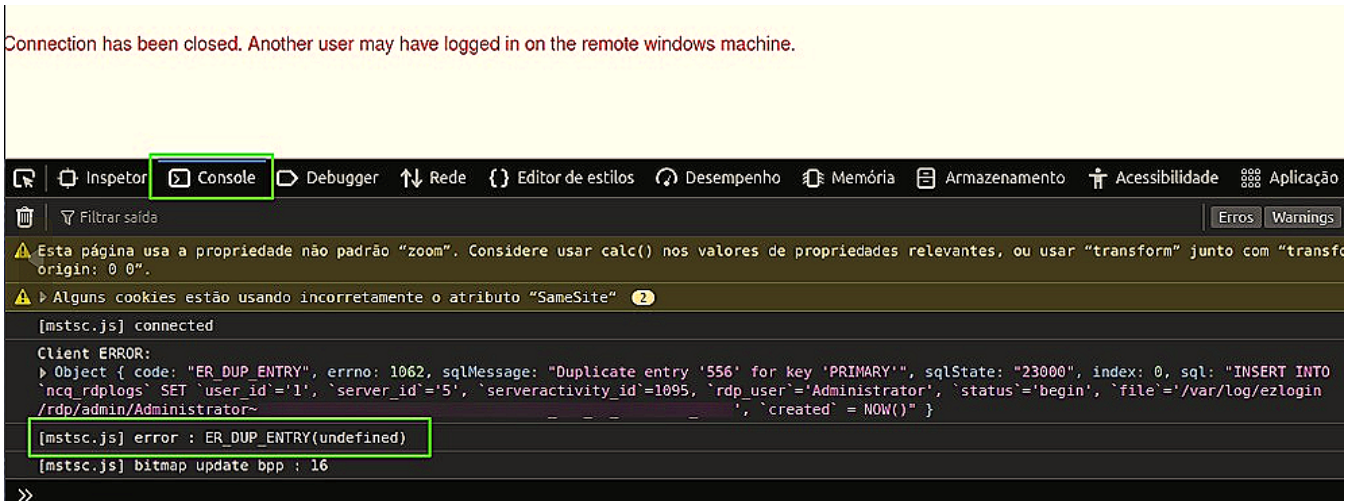 Connection has been closed. Another user may have logged in on the remote windows machine.
Inspetor Console Debugger Rede Editor de estilos Desempenho Memória Armazenamento Acessibilidade Aplicação
Filtrar saída Erros Warnings
Esta página usa a propriedade não padrão “zoom”. Considere usar calc() nos valores de propriedades relevantes, ou usar “transform” junto com “transfo
origin: 0 0”.
Alguns cookies estão usando incorretamente o atributo “SameSite“ 2
[mstsc.js] connected
Client ERROR:
Object { code: "ER_DUP_ENTRY", errno: 1062, sqlMessage: "Duplicate entry '556' for key 'PRIMARY'", sqlState: "23000", index: 0, sql: "INSERT INTO
`ncq_rdplogs` SET `user_id`='1', `server_id`='5', `serveractivity_id`=1095, `rdp_user`='Administrator', `status`='begin', `file`='/var/log/ezlogin
/rdp/admin/Administrator~ ', `created` = NOW()" }
[mstsc.js] error : ER_DUP_ENTRY(undefined)
[mstsc.js] bitmap update bpp : 16